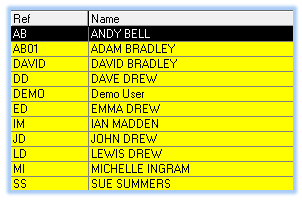 Ref Name
AB ANDY BELL
AB01 ADAM BRADLEY
DAVID DAVID BRADLEY
DD DAVE DREW
DEMO Demo User
ED EMMA DREW
IM IAN MADDEN
JD JOHN DREW
LD LEWIS DREW
MI MICHELLE INGRAM
SS SUE SUMMERS